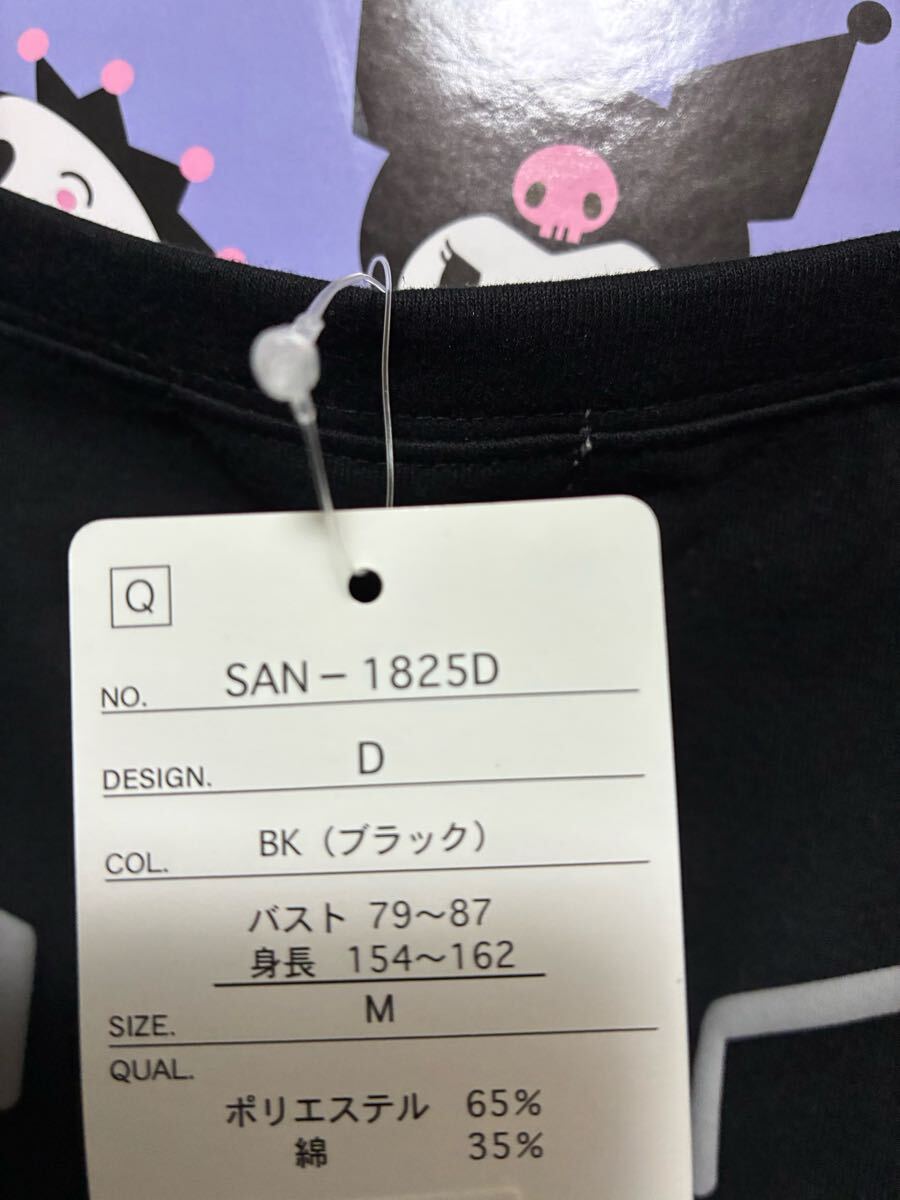 Q
NO. SAN-1825D
DESIGN. D
COL. BK (ブラック)
バスト 79〜87
身長 154〜162
SIZE. M
QUAL.
ポリエステル 65%
綿 35%